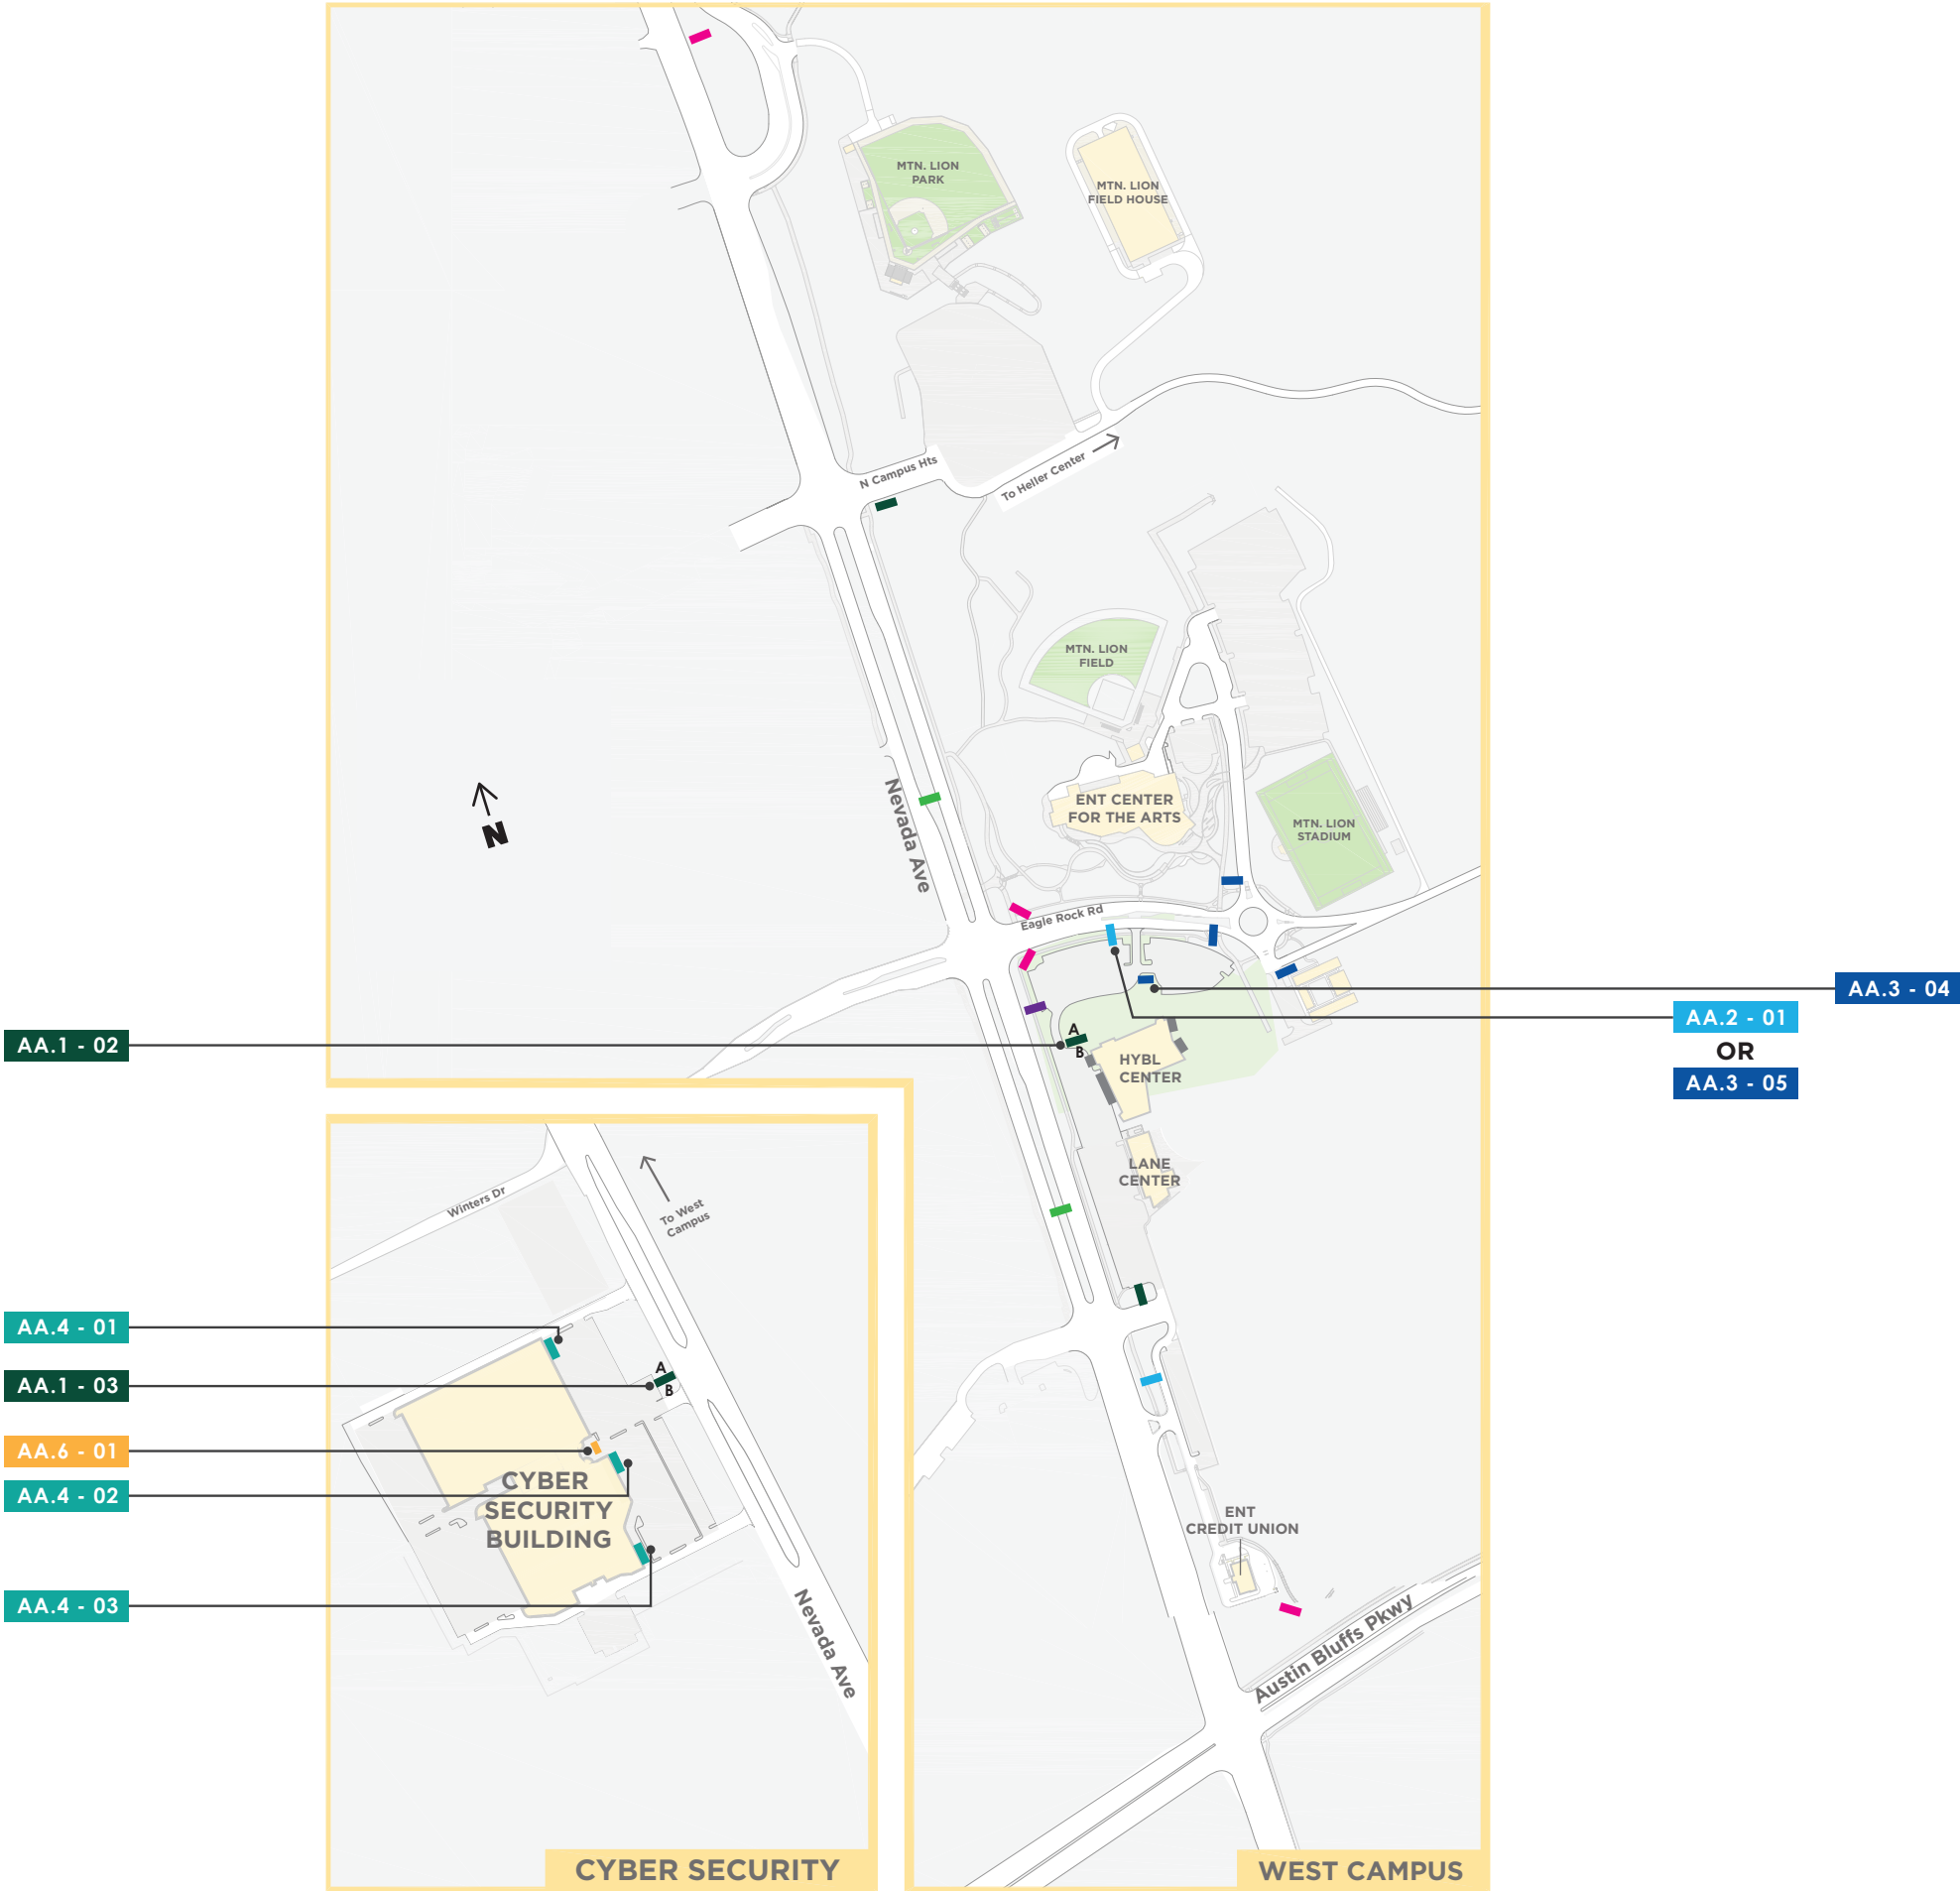 MTN. LION
PARK
MTN. LION
FIELD HOUSE
N Campus Hts
To Heller Center
MTN. LION
FIELD
Nevada Ave
N
ENT CENTER
FOR THE ARTS
MTN. LION
STADIUM
Eagle Rock Rd
AA.3 - 04
AA.2 - 01
OR
AA.3 - 05
AA.1 - 02
A
B
HYBL
CENTER
LANE
CENTER
Winters Dr
To West
Campus
AA.4 - 01
AA.1 - 03
A
B
AA.6 - 01
AA.4 - 02
CYBER
SECURITY
BUILDING
AA.4 - 03
Nevada Ave
ENT
CREDIT UNION
Austin Bluffs Pkwy
CYBER SECURITY
WEST CAMPUS